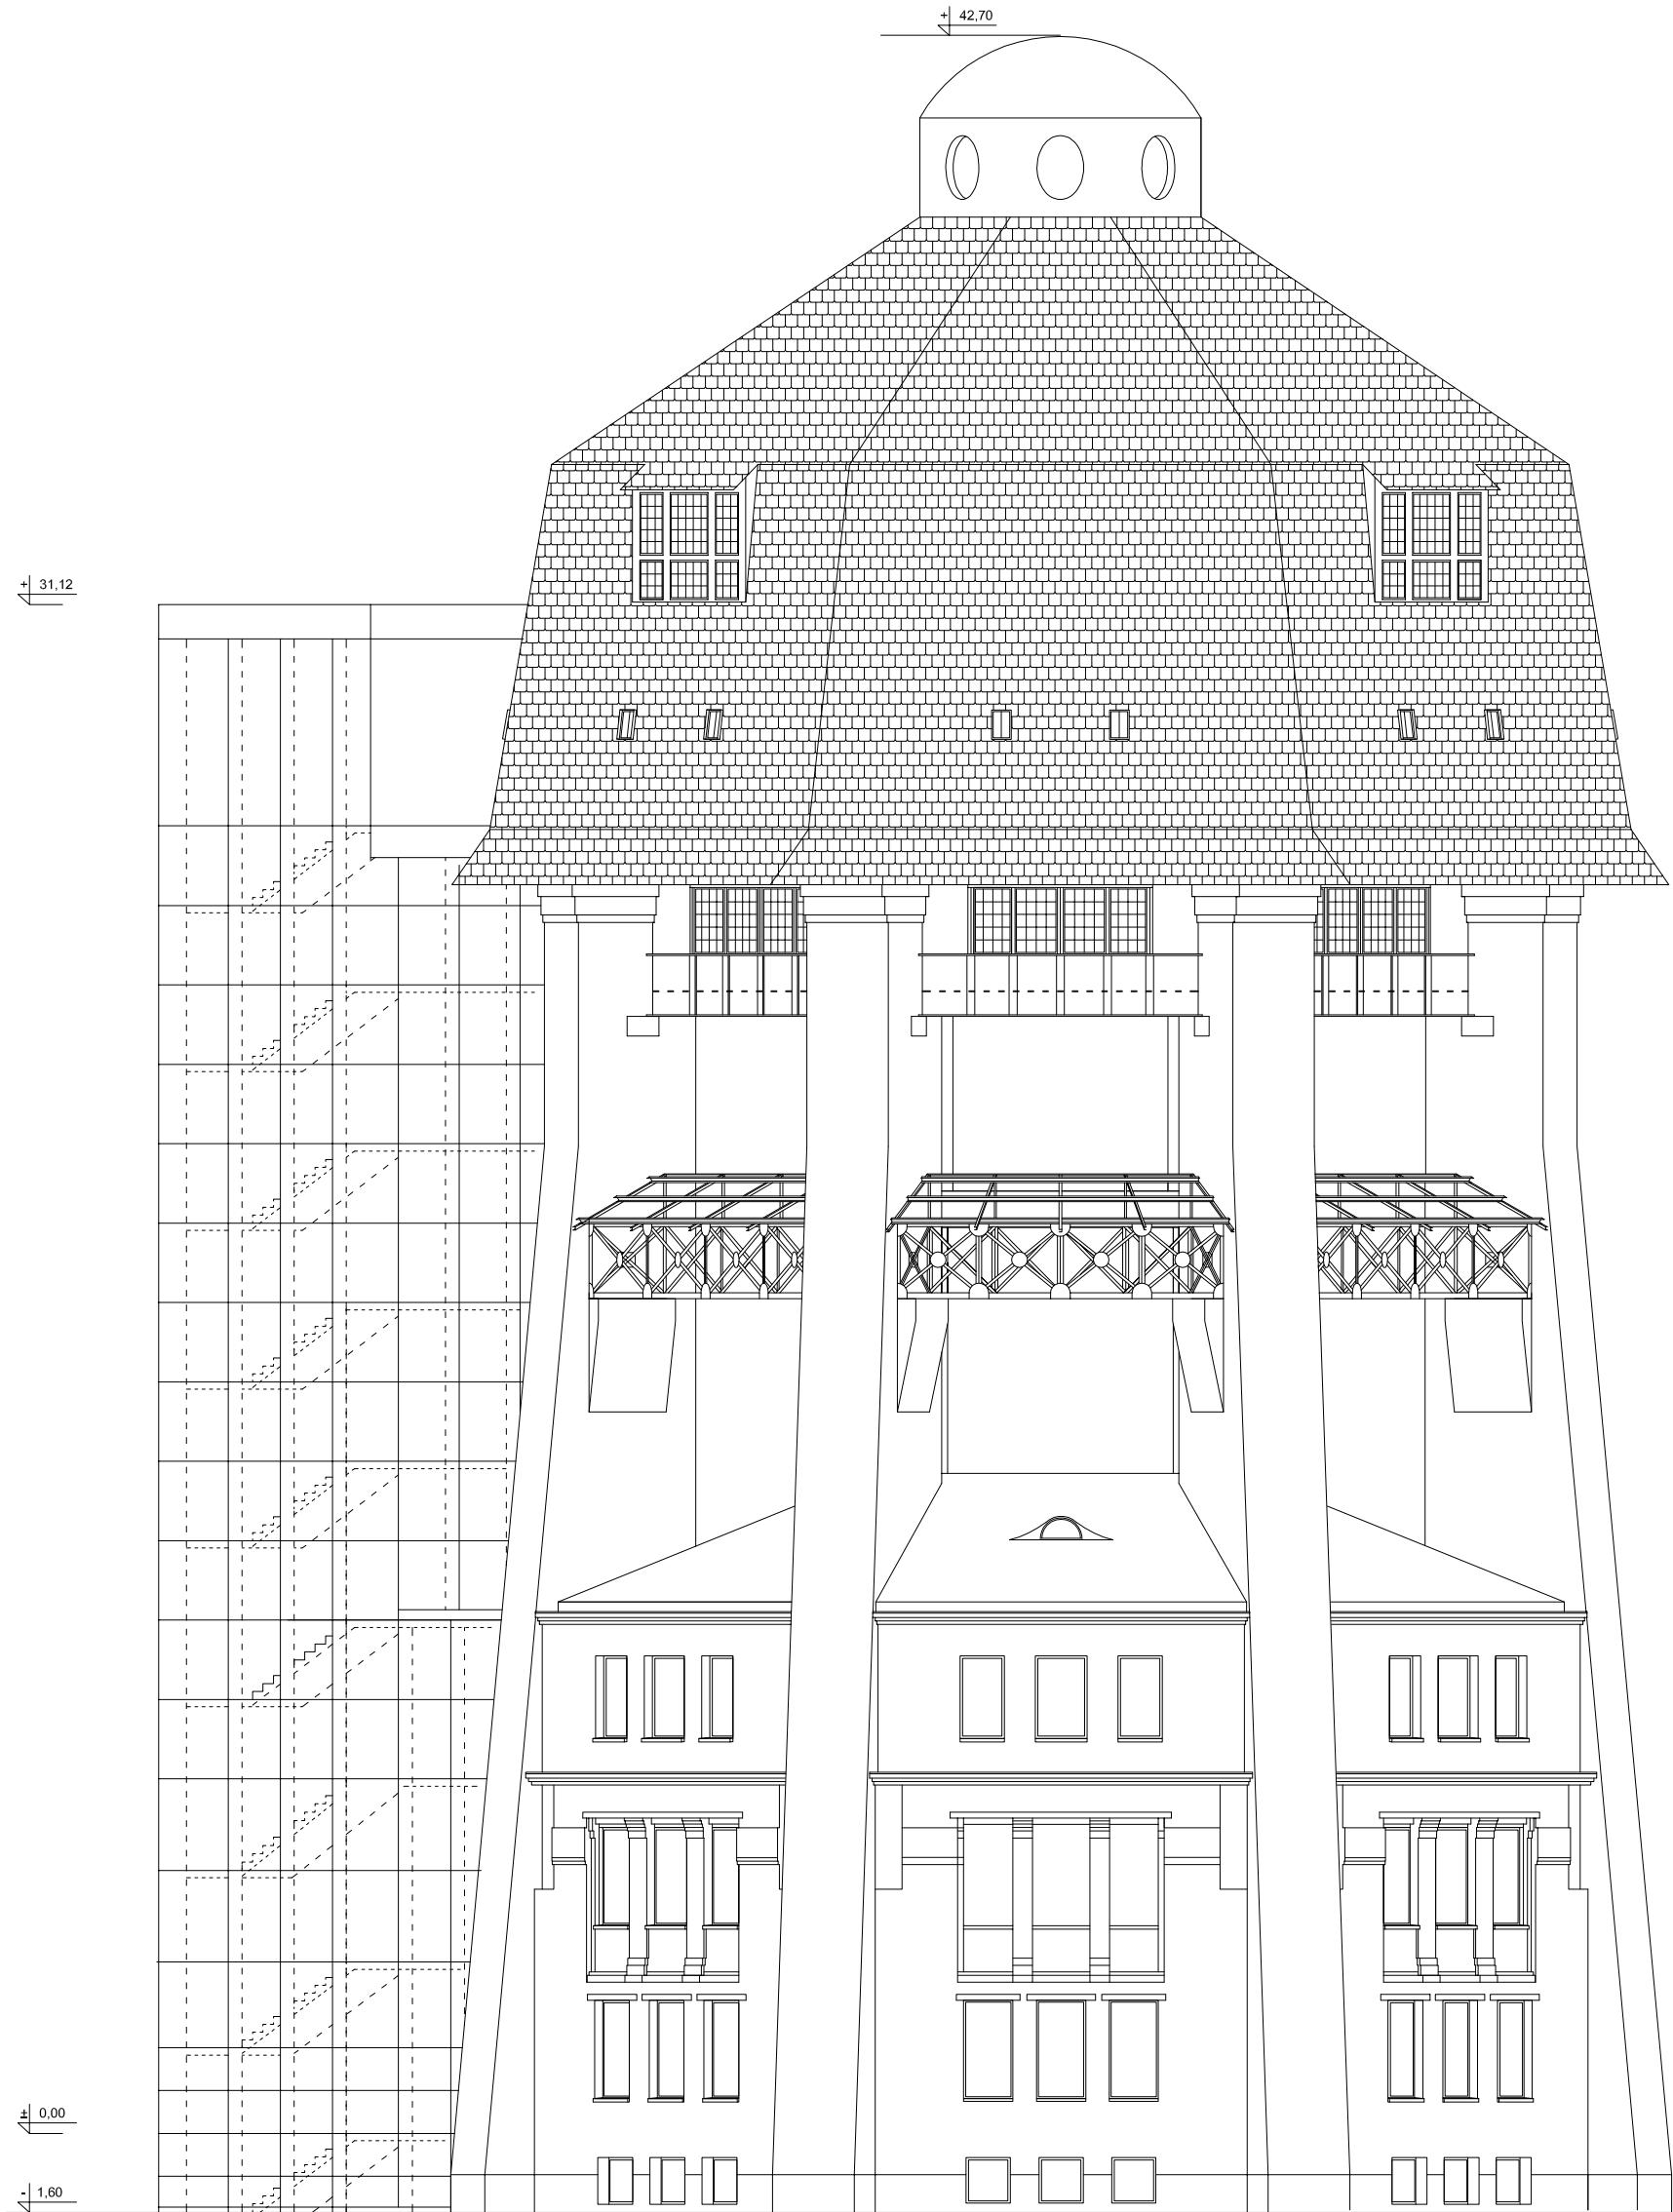 + 42,70
+ 31,12
± 0,00
- 1,60